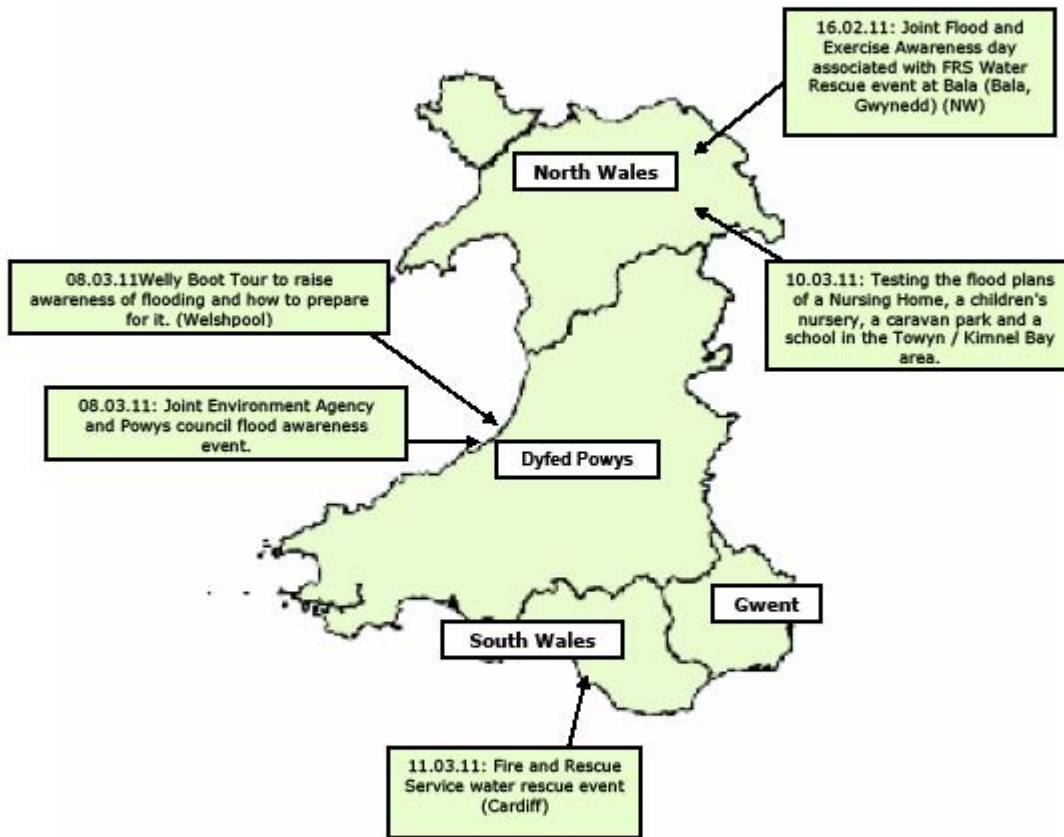 16.02.11: Joint Flood and
Exercise Awareness day
associated with FRS Water
Rescue event at Bala (Bala,
Gwynedd) (NW)
North Wales
08.03.11Welly Boot Tour to raise
awareness of flooding and how to prepare
for it. (Welshpool)
10.03.11: Testing the flood plans
of a Nursing Home, a children's
nursery, a caravan park and a
school in the Towyn / Kimnel Bay
area.
08.03.11: Joint Environment Agency
and Powys council flood awareness
event.
Dyfed Powys
Gwent
South Wales
11.03.11: Fire and Rescue
Service water rescue event
(Cardiff)